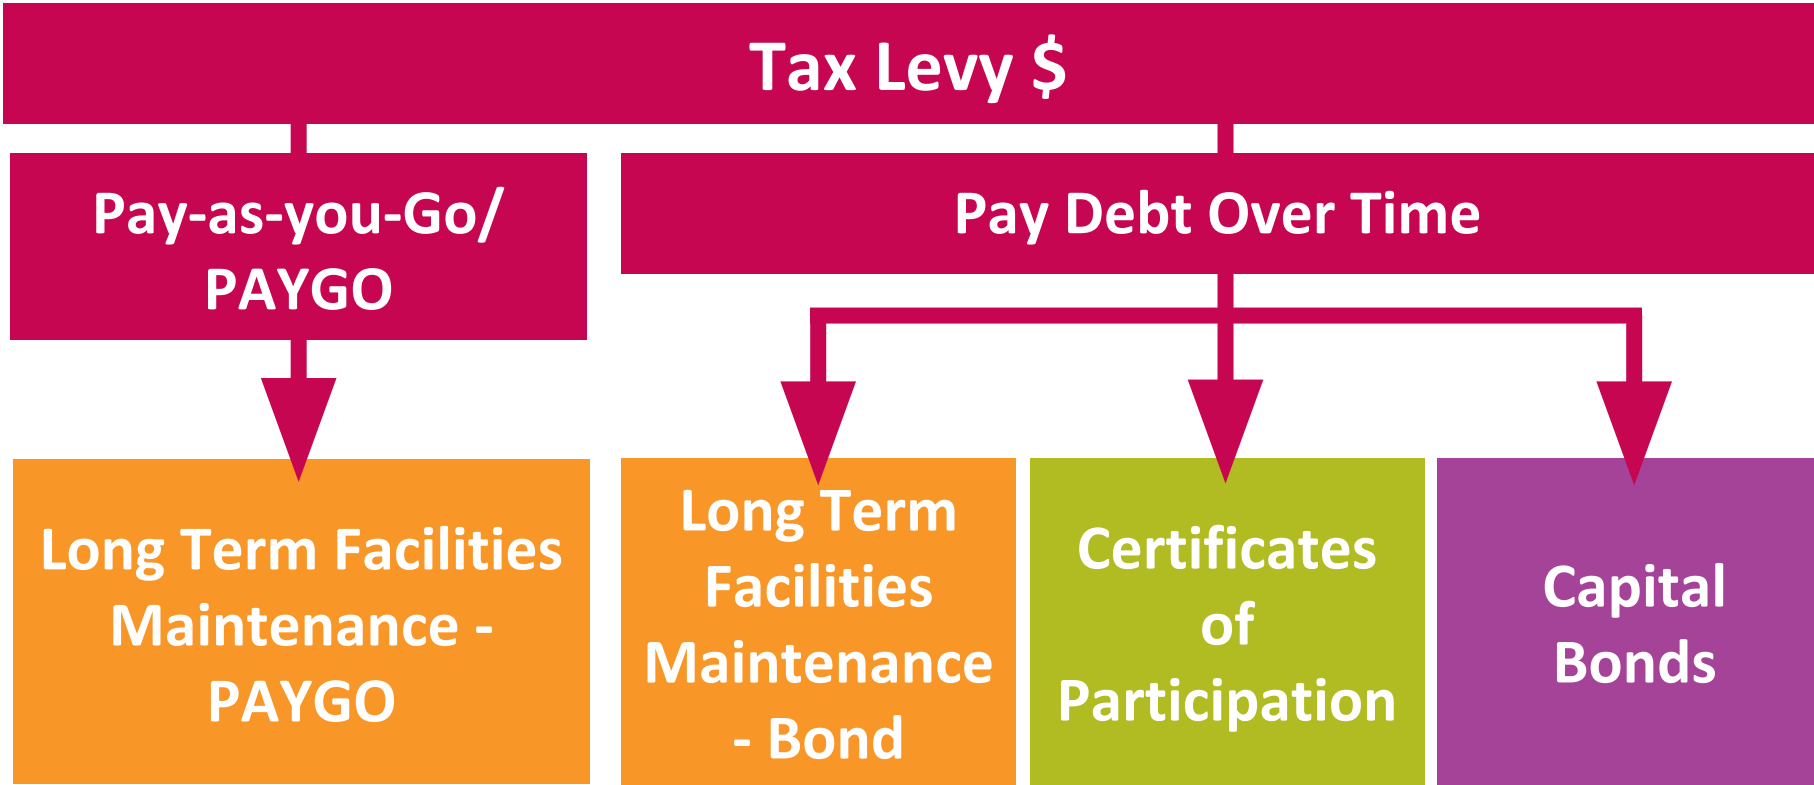 Tax Levy $
Pay-as-you-Go/
PAYGO
Pay Debt Over Time
Long Term Facilities
Maintenance -
PAYGO
Long Term
Facilities
Maintenance
- Bond
Certificates
of
Participation
Capital
Bonds